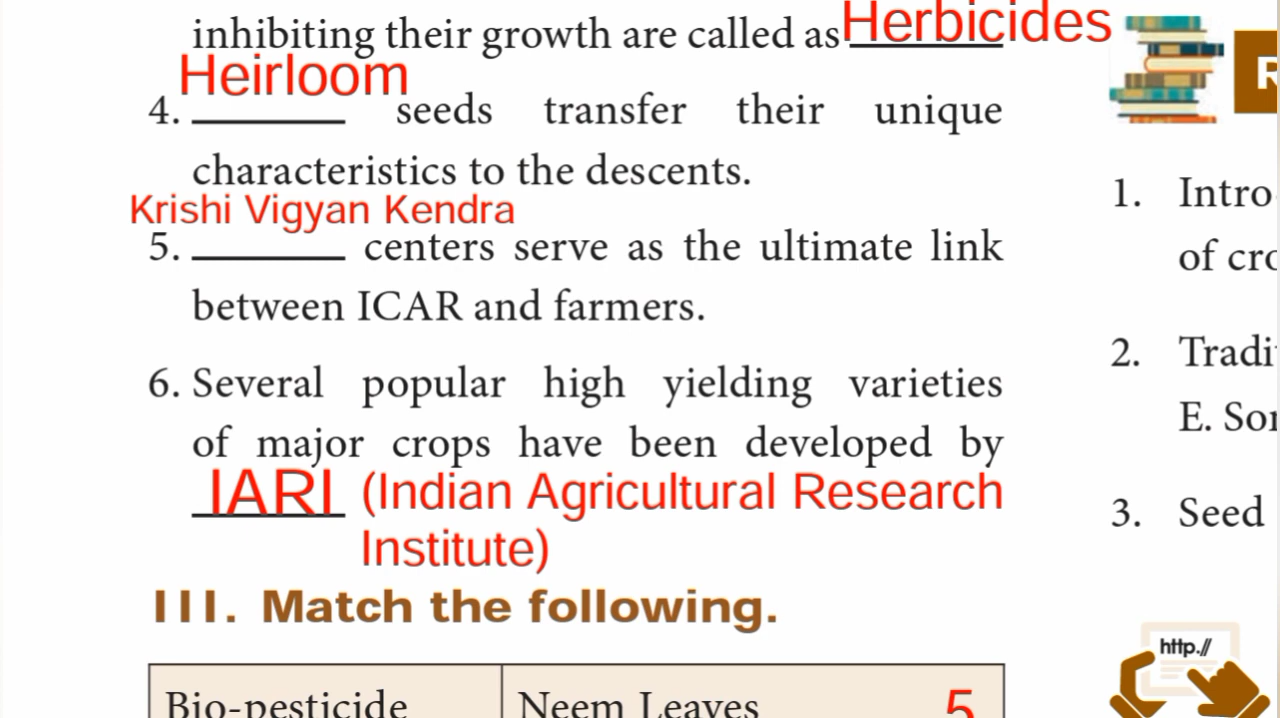 inhibiting their growth are called as Herbicides
Heirloom
4. seeds transfer their unique
characteristics to the descents.
Krishi Vigyan Kendra
5. centers serve as the ultimate link
between ICAR and farmers.
6. Several popular high yielding varieties
of major crops have been developed by
IARI (Indian Agricultural Research
Institute)
III. Match the following.
Bio-pesticide Neem Leaves 5
R
1. Intro
of cro
2. Tradi
E. Sor
3. Seed
http.//